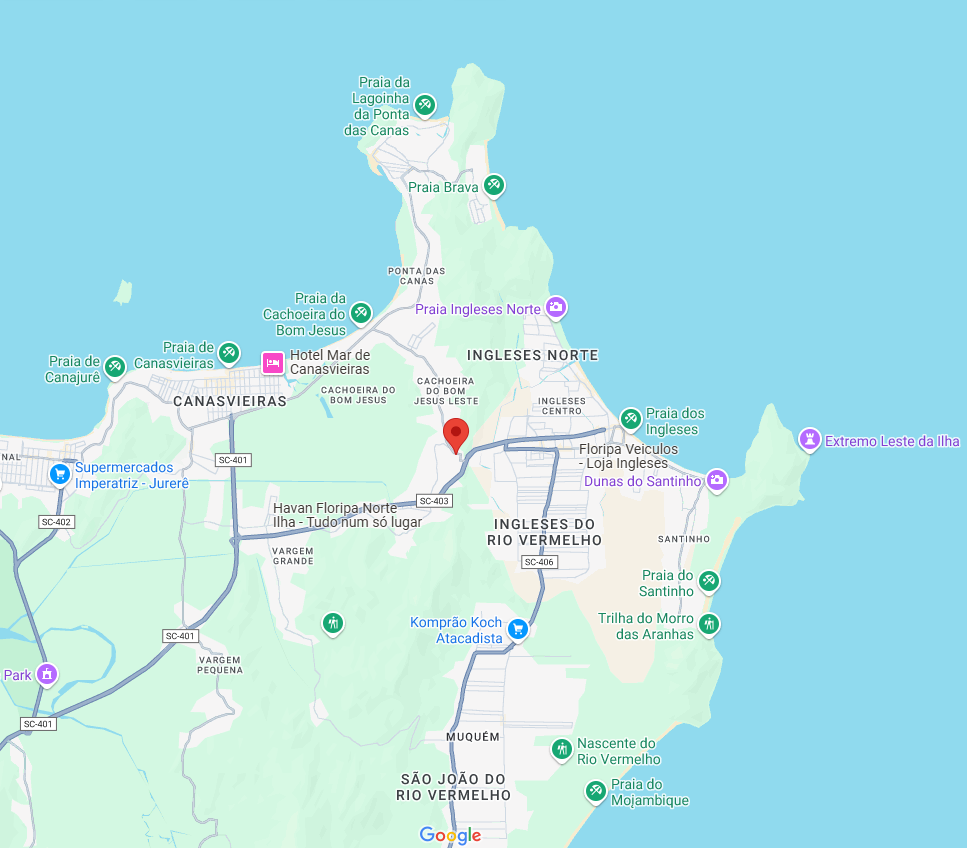 Praia da
Lagoinha
da Ponta
das Canas
Praia Brava
PONTA DAS
CANAS
Praia da
Cachoeira do
Bom Jesus
Praia Ingleses Norte
Praia de
Canajurê
Praia de
Canasvieiras
Hotel Mar de
Canasvieiras
INGLESES NORTE
CANASVIEIRAS
CACHOEIRA DO
BOM JESUS
CACHOEIRA
DO BOM
JESUS LESTE
INGLESES
CENTRO
Praia dos
Ingleses
Extremo Leste da Ilha
NAL
Supermercados
Imperatriz - Jurerê
SC-401
Floripa Veiculos
- Loja Ingleses
Dunas do Santinho
SC-403
SC-402
Havan Floripa Norte
Ilha - Tudo num só lugar
INGLESES DO
RIO VERMELHO
SANTINHO
VARGEM
GRANDE
SC-406
Praia do
Santinho
Komprão Koch
Atacadista
Trilha do Morro
das Aranhas
SC-401
VARGEM
PEQUENA
Park
SC-401
MUQUÉM
Nascente do
Rio Vermelho
SÃO JOÃO DO
RIO VERMELHO
Praia do
Moçambique
Google